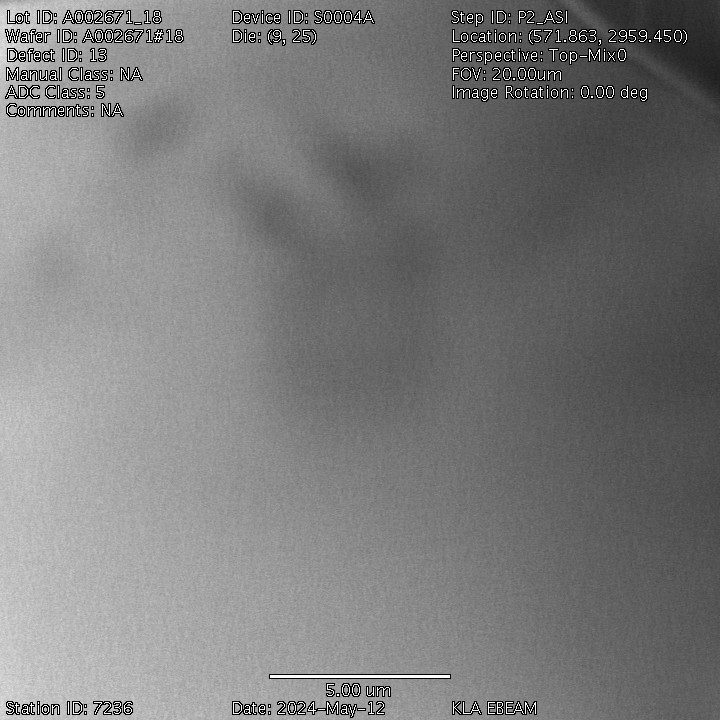 Lot ID: A002671_18
Wafer ID: A002671#18
Defect ID: 13
Manual Class: NA
ADC Class: 5
Comments: NA
Device ID: S0004A
Die: (9, 25)
Step ID: P2_ASI
Location: (571.863, 2959.450)
Perspective: Top-Mix0
FOV: 20.00um
Image Rotation: 0.00 deg
5.00 um
Station ID: 7236
Date: 2024-May-12
KLA EBEAM